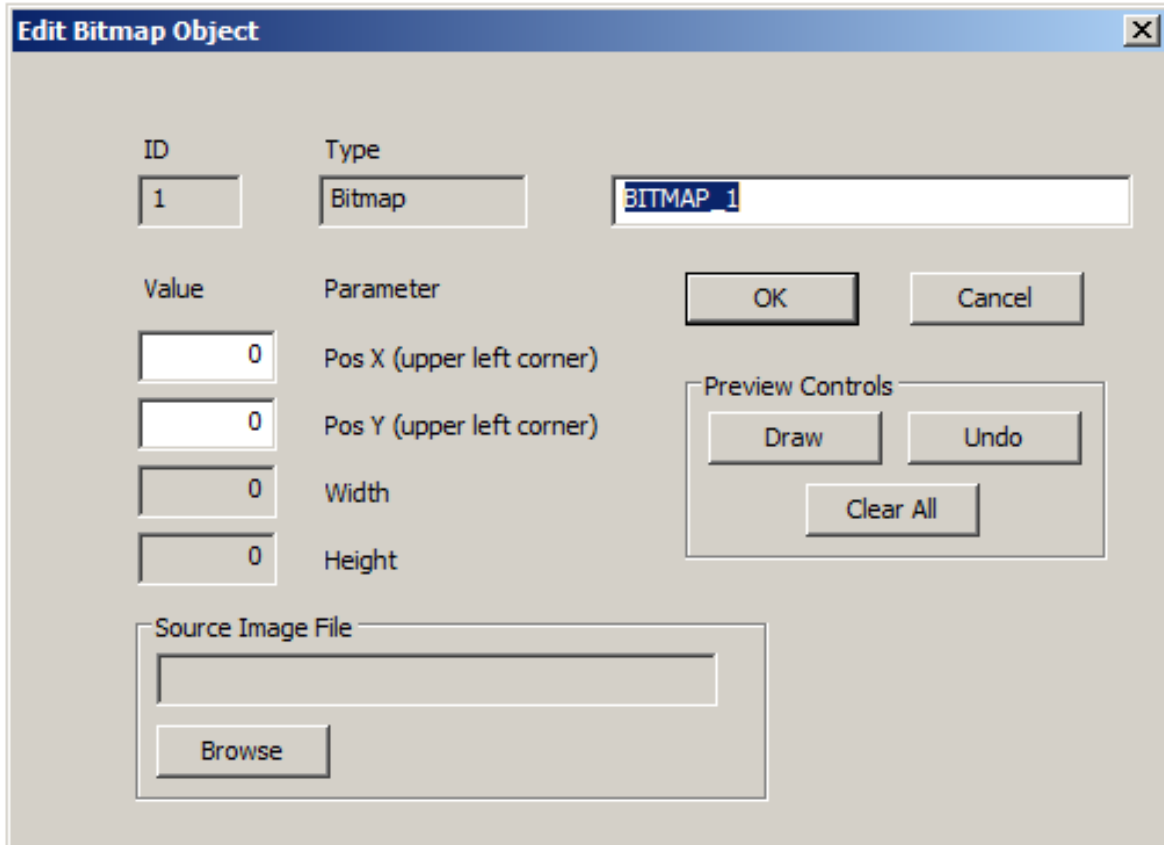 Edit Bitmap Object
ID Type
1 Bitmap BITMAP_1
Value Parameter OK Cancel
0 Pos X (upper left corner)
Preview Controls
0 Pos Y (upper left corner) Draw Undo
0 Width
Clear All
0 Height
Source Image File
Browse